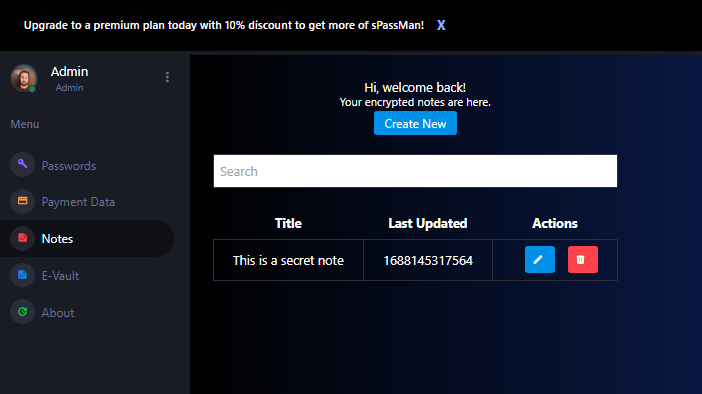 Upgrade to a premium plan today with 10% discount to get more of sPassMan! X
Admin
Admin
Menu
Passwords
Payment Data
Notes
E-Vault
About
Hi, welcome back!
Your encrypted notes are here.
Create New
Search
Title Last Updated Actions
This is a secret note 1688145317564